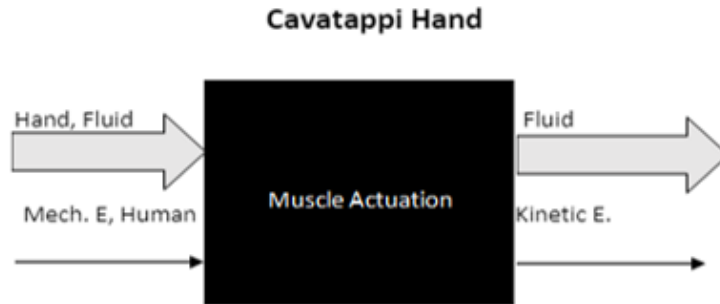 Cavatappi Hand
Hand, Fluid
Fluid
Muscle Actuation
Mech. E, Human
Kinetic E.